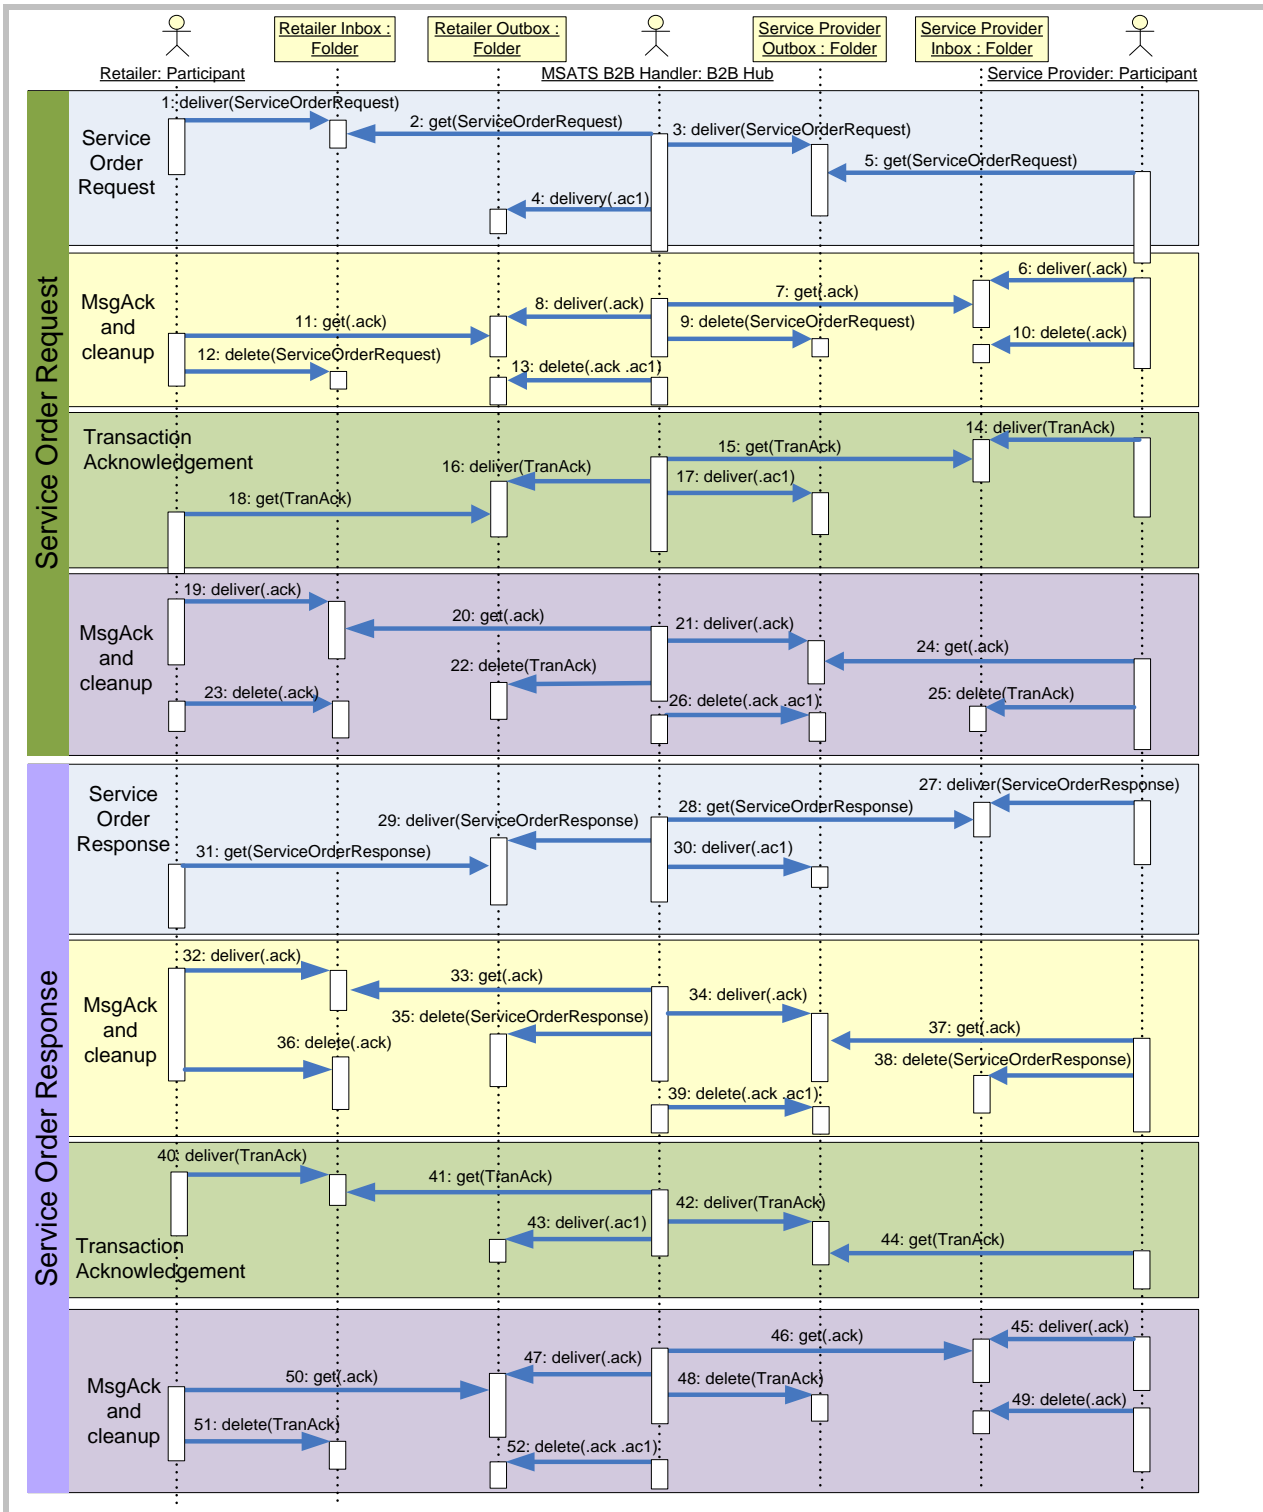 Retailer Inbox :
Folder
Retailer Outbox :
Folder
Service Provider
Outbox : Folder
Service Provider
Inbox : Folder
Retailer: Participant
MSATS B2B Handler: B2B Hub
Service Provider: Participant
Service Order Request
Service
Order
Request
1: deliver(ServiceOrderRequest)
2: get(ServiceOrderRequest)
3: deliver(ServiceOrderRequest)
5: get(ServiceOrderRequest)
4: delivery(.ac1)
MsgAck
and
cleanup
6: deliver(.ack)
7: get(.ack)
8: deliver(.ack)
9: delete(ServiceOrderRequest)
10: delete(.ack)
11: get(.ack)
12: delete(ServiceOrderRequest)
13: delete(.ack .ac1)
Transaction
Acknowledgement
14: deliver(TranAck)
15: get(TranAck)
16: deliver(TranAck)
17: deliver(.ac1)
18: get(TranAck)
MsgAck
and
cleanup
19: deliver(.ack)
20: get(.ack)
21: deliver(.ack)
24: get(.ack)
22: delete(TranAck)
23: delete(.ack)
26: delete(.ack .ac1)
25: delete(TranAck)
Service Order Response
Service
Order
Response
27: deliver(ServiceOrderResponse)
28: get(ServiceOrderResponse)
29: deliver(ServiceOrderResponse)
30: deliver(.ac1)
31: get(ServiceOrderResponse)
MsgAck
and
cleanup
32: deliver(.ack)
33: get(.ack)
34: deliver(.ack)
35: delete(ServiceOrderResponse)
37: get(.ack)
36: delete(.ack)
38: delete(ServiceOrderResponse)
39: delete(.ack .ac1)
Transaction
Acknowledgement
40: deliver(TranAck)
41: get(TranAck)
42: deliver(TranAck)
43: deliver(.ac1)
44: get(TranAck)
MsgAck
and
cleanup
45: deliver(.ack)
46: get(.ack)
47: deliver(.ack)
48: delete(TranAck)
50: get(.ack)
49: delete(.ack)
51: delete(TranAck)
52: delete(.ack .ac1)